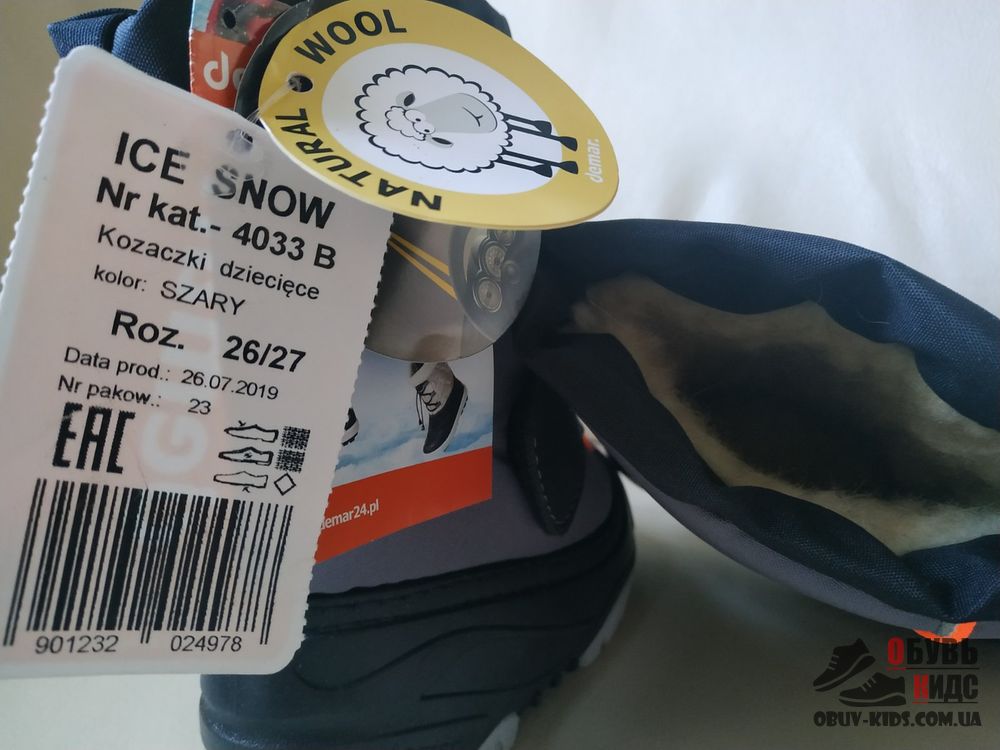 WOOL
NATURAL
demar.
ICE SNOW
Nr kat.- 4033 B
Kozaczki dziecięce
kolor: SZARY
Roz. 26/27
Data prod.: 26.07.2019
Nr pakow.: 23
EAC
901232 024978
demar24.pl
ОБУВЬ
КИДС
OBUV-KIDS.COM.UA